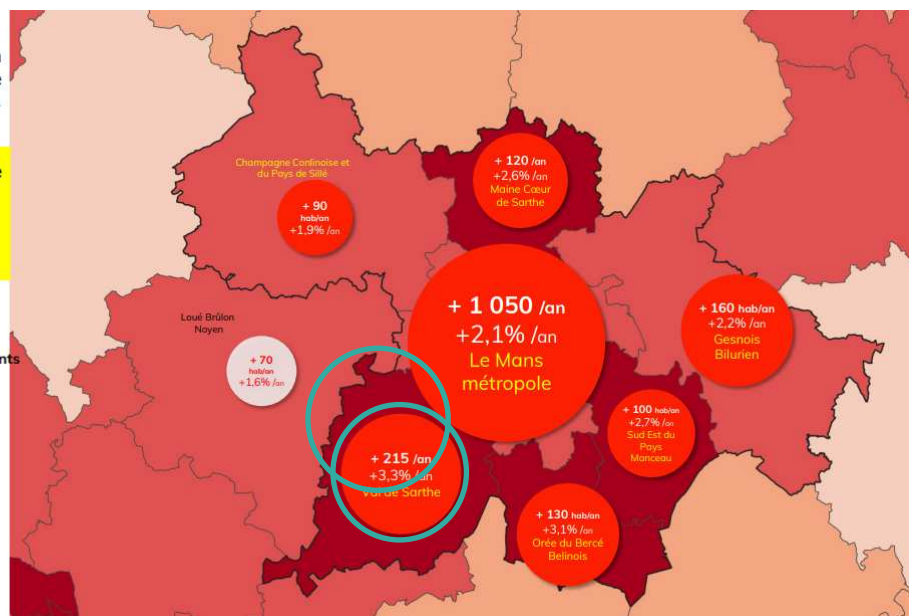 + 120 /an
+2,6% /an
Maine Cœur
de Sarthe
Champagne Conlinoise et
du Pays de Sillé
+ 90
hab/an
+1,9% /an
+ 1 050 /an
+2,1% /an
Le Mans
métropole
+ 160 hab/an
+2,2% /an
Gesnois
Bilurien
Loué Brûlon
Noyen
+ 70
hab/an
+1,6% /an
+ 100 hab/an
+2,7% /an
Sud Est du
Pays
Manceau
+ 215 /an
+3,3% /an
Val de Sarthe
+ 130 hab/an
+3,1% /an
Orée du Bercé
Belinois